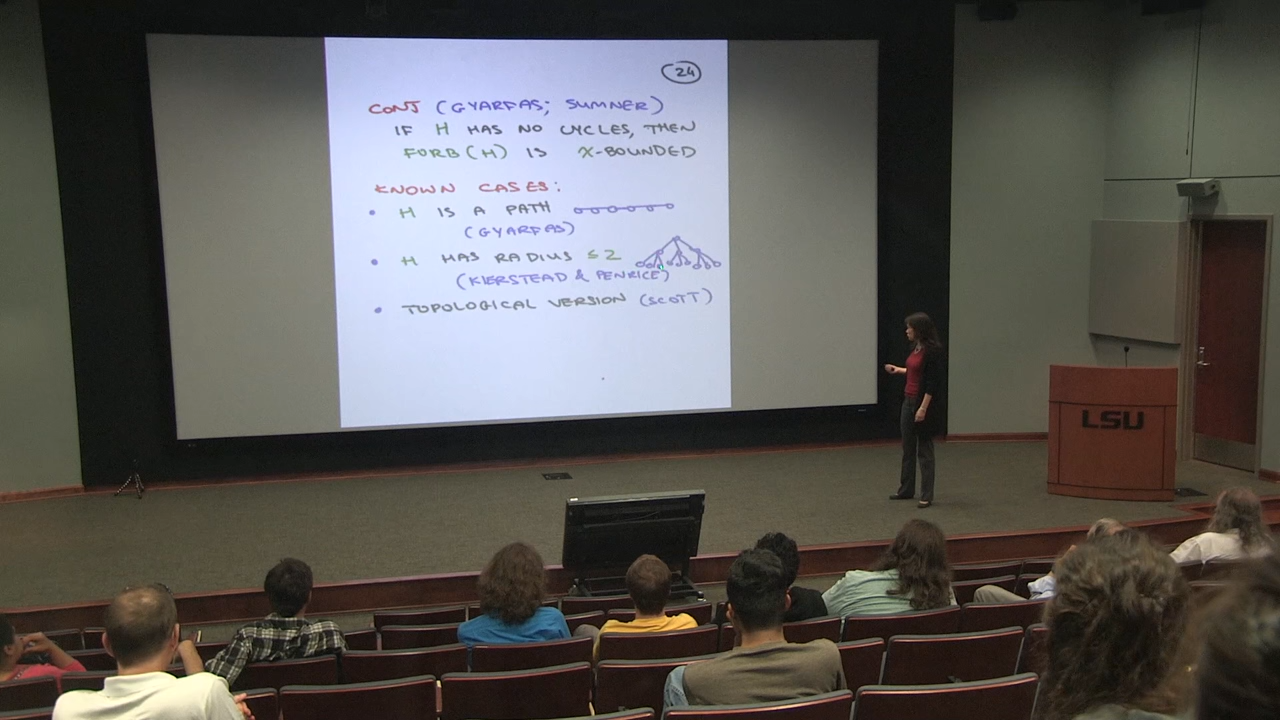 24
CONJ (GYARFAS; SUMNER)
IF H HAS NO CYCLES, THEN
FORB(H) IS χ-BOUNDED
KNOWN CASES:
• H IS A PATH
(GYARFAS)
• H HAS RADIUS ≤ 2
(KIERSTEAD & PENRICE)
• TOPOLOGICAL VERSION (SCOTT)
LSU